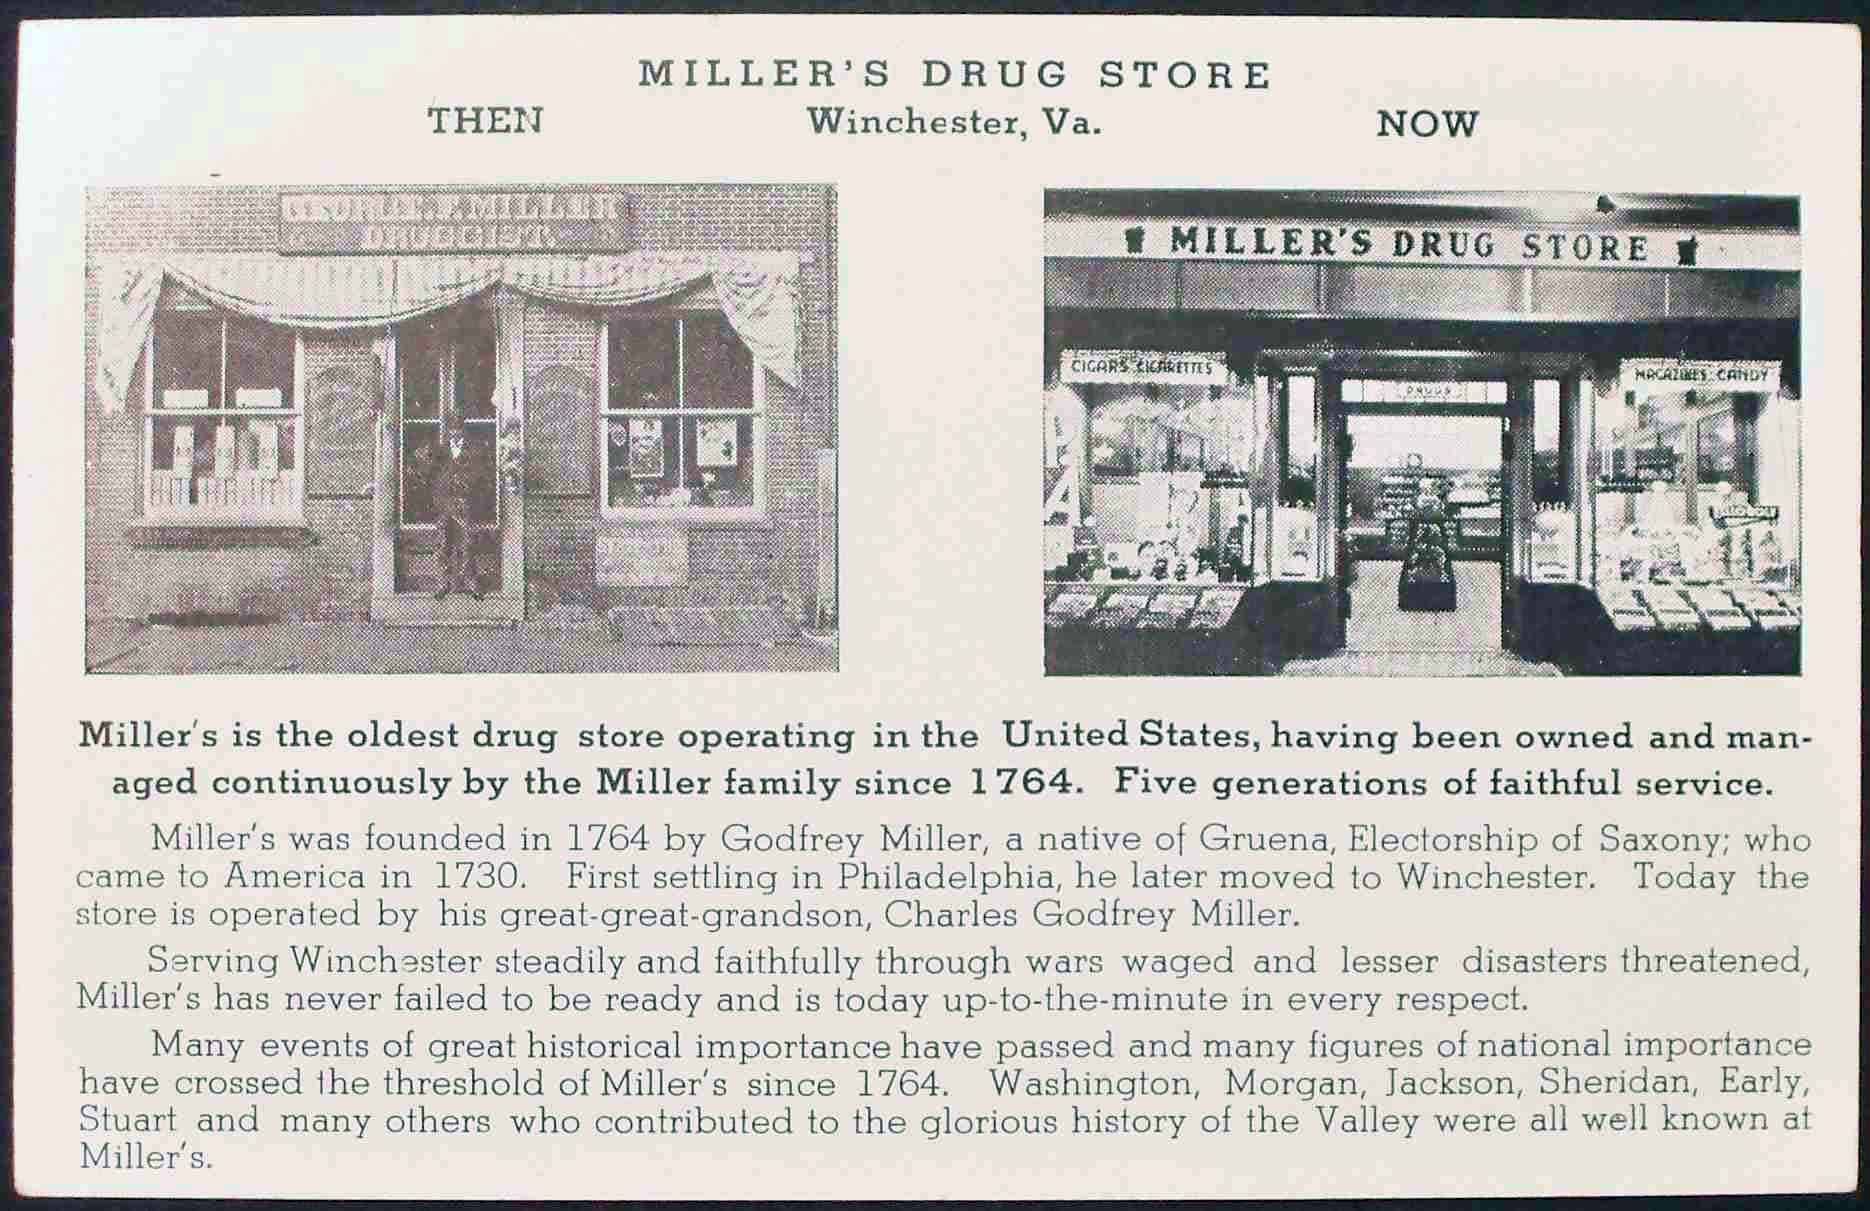 MILLER'S DRUG STORE
THEN Winchester, Va. NOW
GEORGE F. MILLER
DRUGGIST.
MILLER'S DRUG STORE
CIGARS CIGARETTES
MAGAZINES CANDY
DRUGS
Miller's is the oldest drug store operating in the United States, having been owned and man-
aged continuously by the Miller family since 1764. Five generations of faithful service.
Miller's was founded in 1764 by Godfrey Miller, a native of Gruena, Electorship of Saxony; who
came to America in 1730. First settling in Philadelphia, he later moved to Winchester. Today the
store is operated by his great-great-grandson, Charles Godfrey Miller.
Serving Winchester steadily and faithfully through wars waged and lesser disasters threatened,
Miller's has never failed to be ready and is today up-to-the-minute in every respect.
Many events of great historical importance have passed and many figures of national importance
have crossed the threshold of Miller's since 1764. Washington, Morgan, Jackson, Sheridan, Early,
Stuart and many others who contributed to the glorious history of the Valley were all well known at
Miller's.